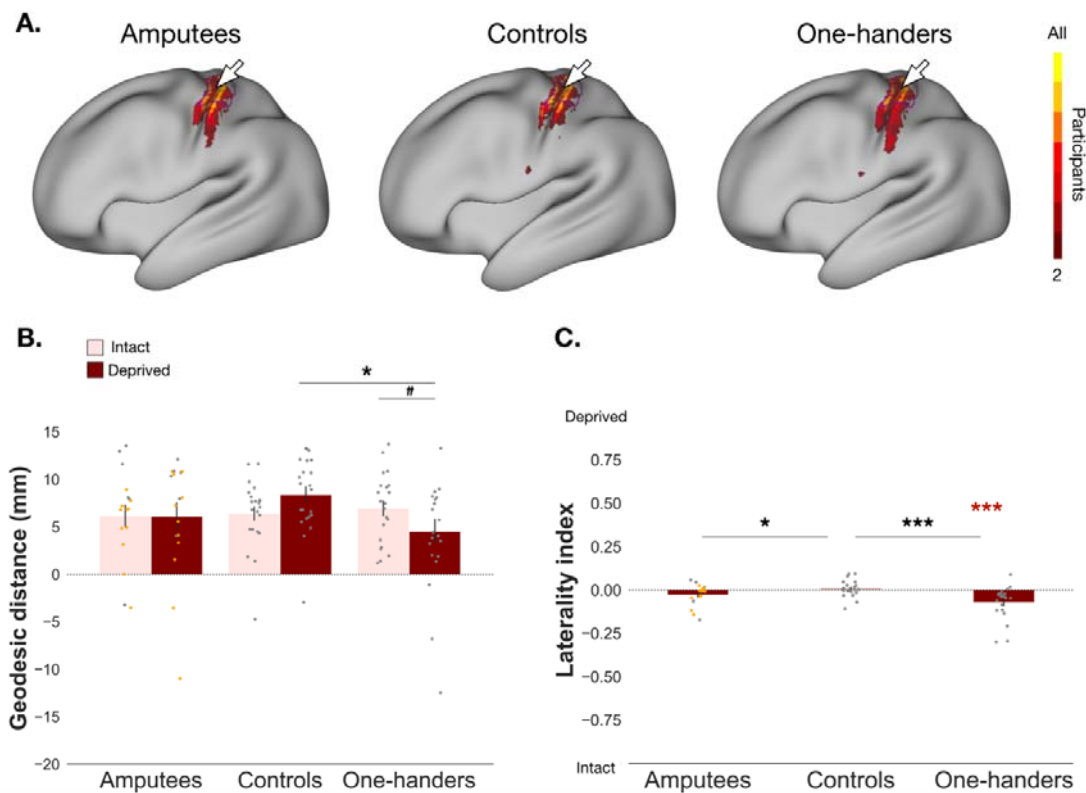 A.
Amputees
Controls
One-handers
All
Participants
2
B.
Intact
Deprived
*
#
15
10
5
0
−5
−10
−15
−20
Geodesic distance (mm)
Amputees
Controls
One-handers
C.
Deprived
0.75
0.50
0.25
0.00
−0.25
−0.50
−0.75
Intact
Laterality index
*
***
***
Amputees
Controls
One-handers